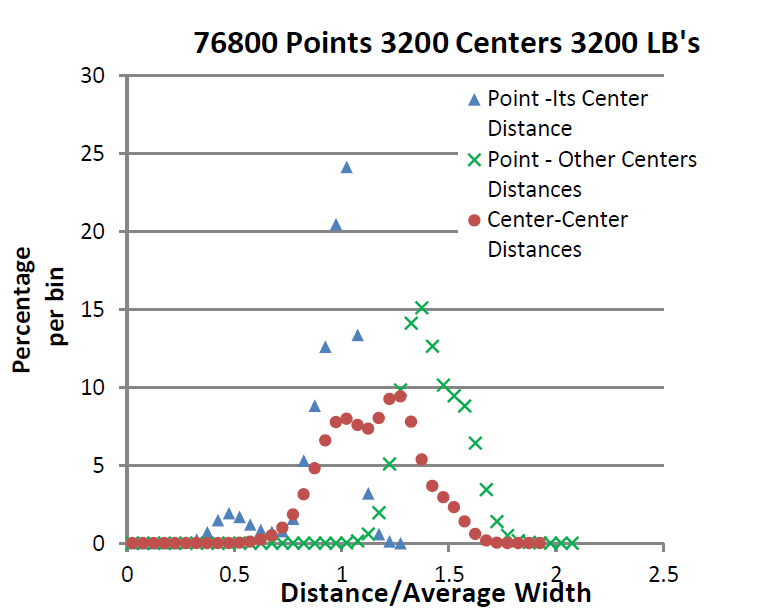 76800 Points 3200 Centers 3200 LB's
30
25
20
15
10
5
0
Percentage
per bin
Point -Its Center
Distance
Point - Other Centers
Distances
Center-Center
Distances
0
0.5
1
1.5
2
2.5
Distance/Average Width